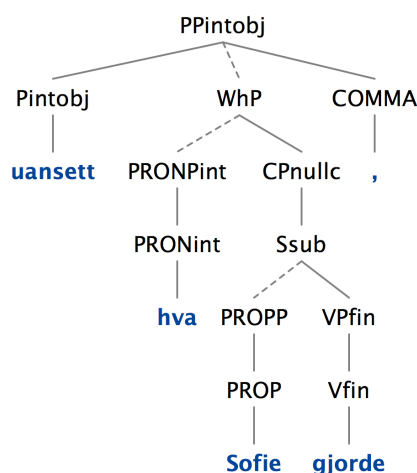 PPintobj
Pintobj WhP COMMA
uansett PRONPint CPnullc ,
PRONint Ssub
hva PROPP VPfin
PROP Vfin
Sofie gjorde